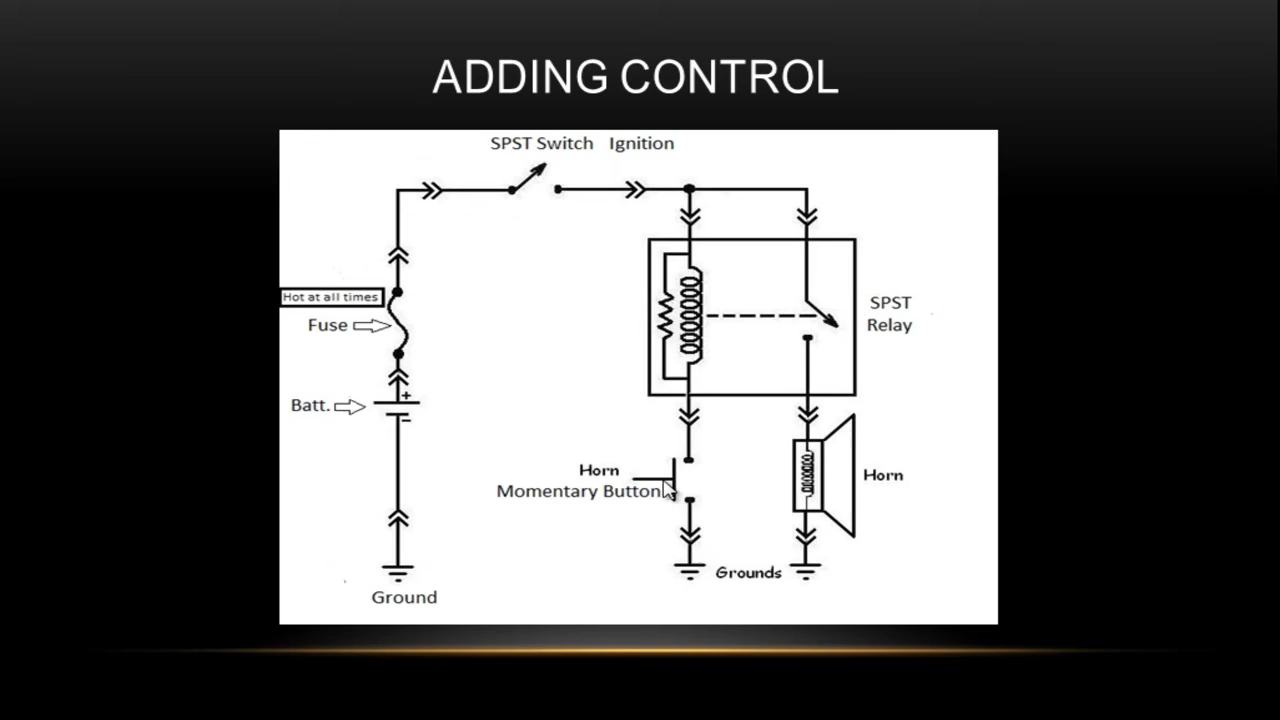 ADDING CONTROL
SPST Switch Ignition
Hot at all times
Fuse
SPST
Relay
Batt.
+
−
Horn
Momentary Button
Horn
Grounds
Ground